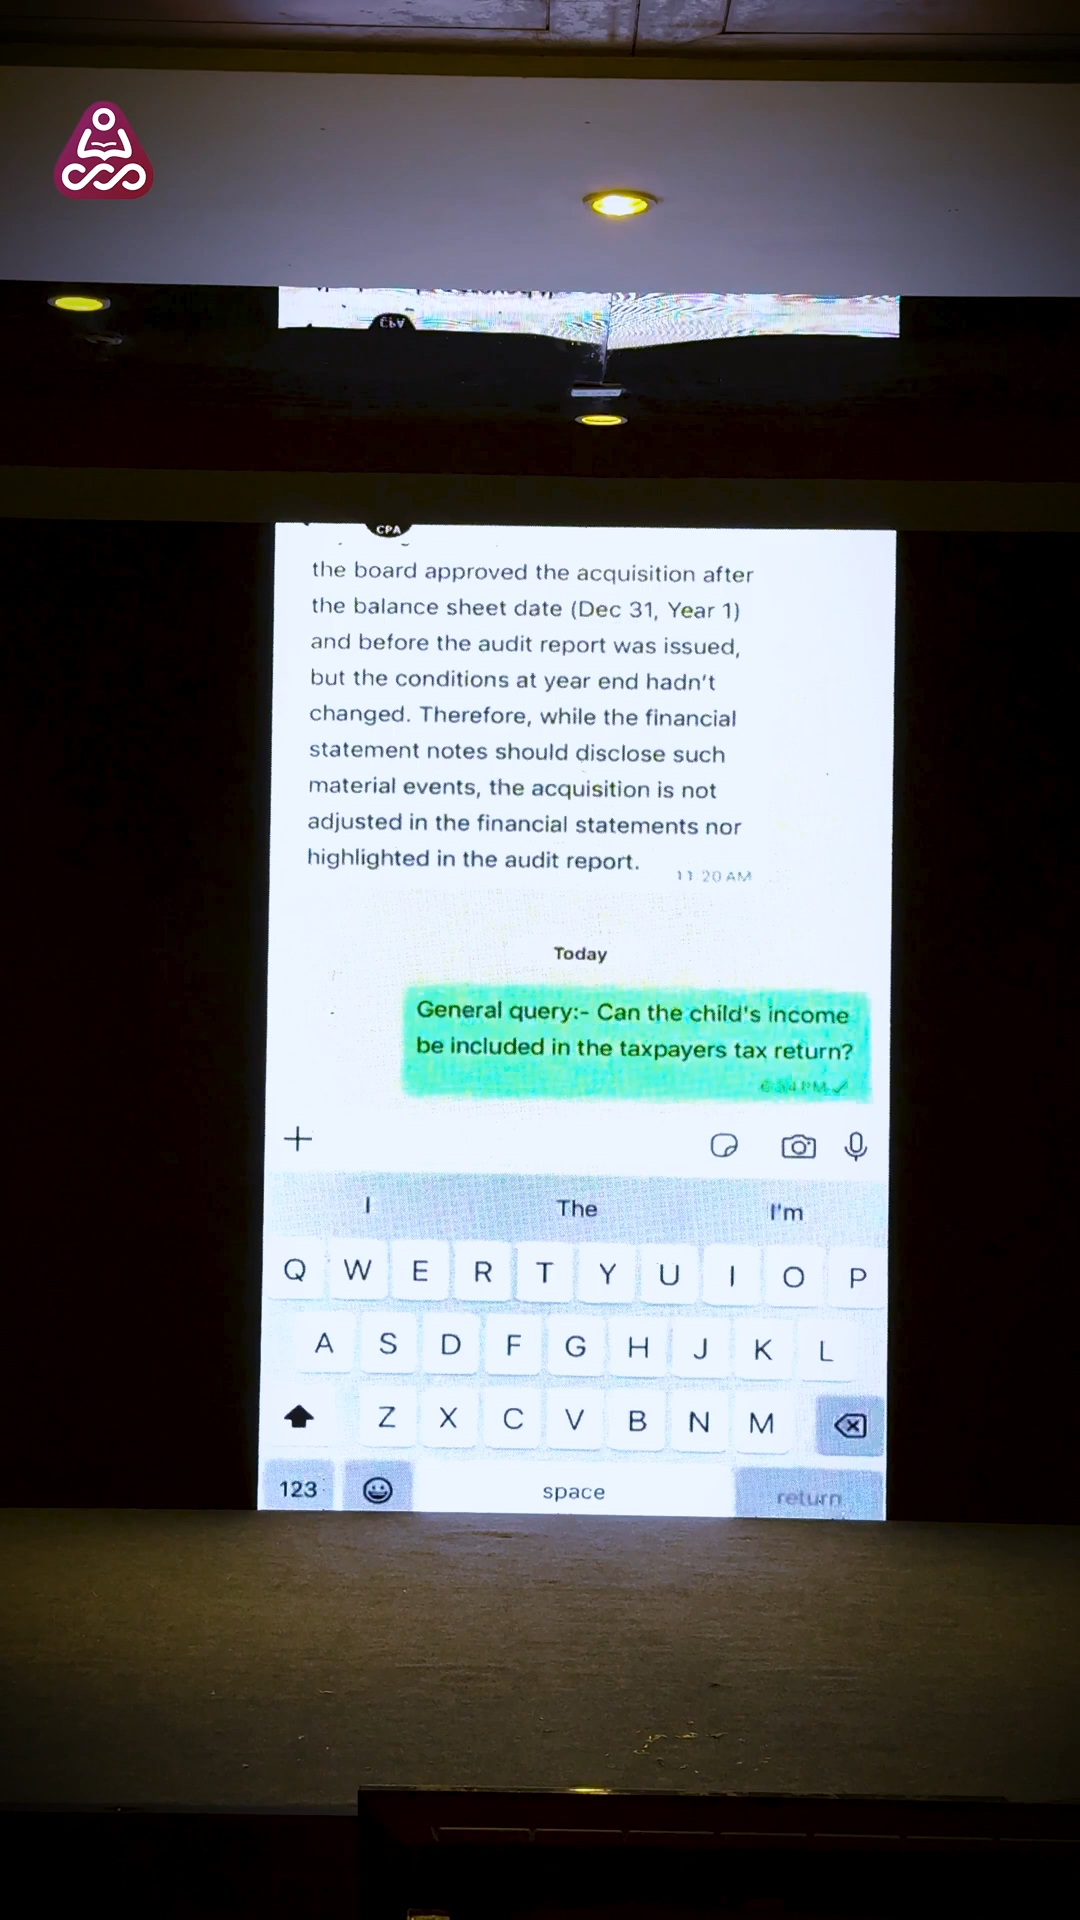 CPA
the board approved the acquisition after
the balance sheet date (Dec 31, Year 1)
and before the audit report was issued,
but the conditions at year end hadn't
changed. Therefore, while the financial
statement notes should disclose such
material events, the acquisition is not
adjusted in the financial statements nor
highlighted in the audit report.
11:20 AM
Today
General query:- Can the child's income
be included in the taxpayers tax return?
PM
I The I'm
Q W E R T Y U I O P
A S D F G H J K L
Z X C V B N M
123 space return